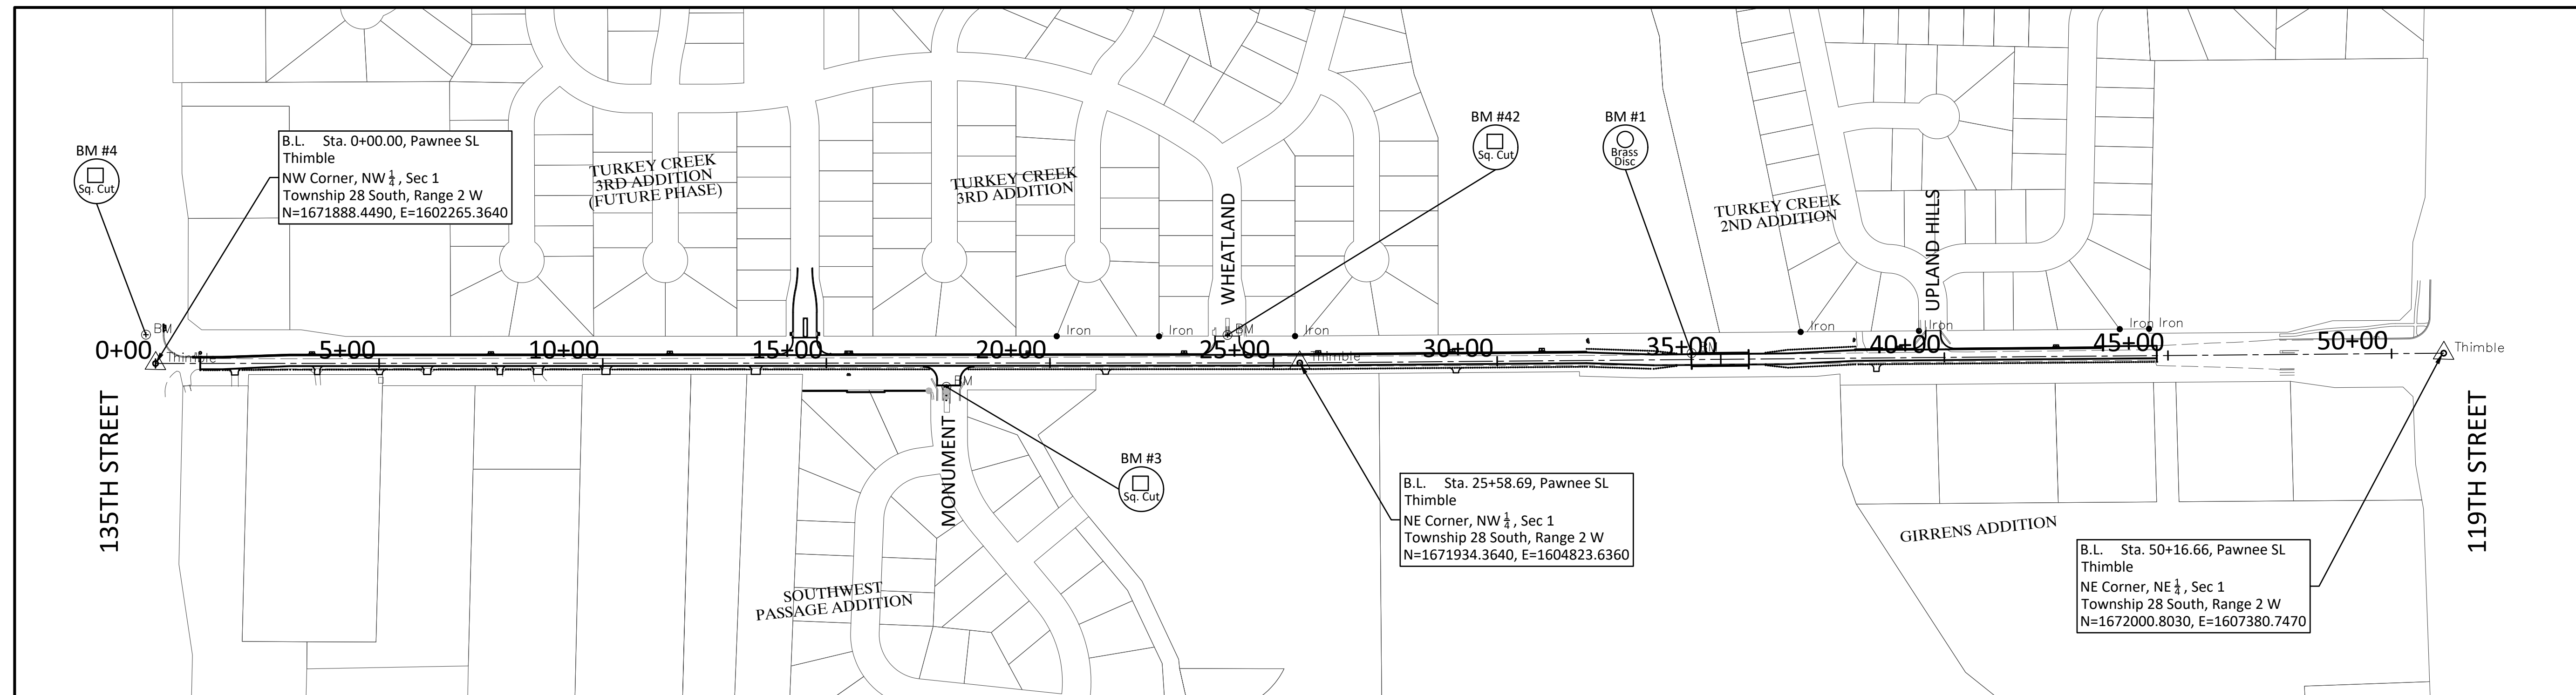 BM #4
Sq. Cut
B.L. Sta. 0+00.00, Pawnee SL
Thimble
NW Corner, NW 1/4, Sec 1
Township 28 South, Range 2 W
N=1671888.4490, E=1602265.3640
TURKEY CREEK
3RD ADDITION
(FUTURE PHASE)
TURKEY CREEK
3RD ADDITION
WHEATLAND
BM #42
Sq. Cut
BM #1
Brass
Disc
TURKEY CREEK
2ND ADDITION
UPLAND HILLS
BM
Iron
Iron
BM
Iron
Iron
Iron
Iron
Iron
0+00
5+00
10+00
15+00
20+00
25+00
30+00
35+00
40+00
45+00
50+00
Thimble
Thimble
BM
Thimble
BM
135TH STREET
MONUMENT
BM #3
Sq. Cut
SOUTHWEST
PASSAGE ADDITION
B.L. Sta. 25+58.69, Pawnee SL
Thimble
NE Corner, NW 1/4, Sec 1
Township 28 South, Range 2 W
N=1671934.3640, E=1604823.6360
GIRRENS ADDITION
B.L. Sta. 50+16.66, Pawnee SL
Thimble
NE Corner, NE 1/4, Sec 1
Township 28 South, Range 2 W
N=1672000.8030, E=1607380.7470
119TH STREET